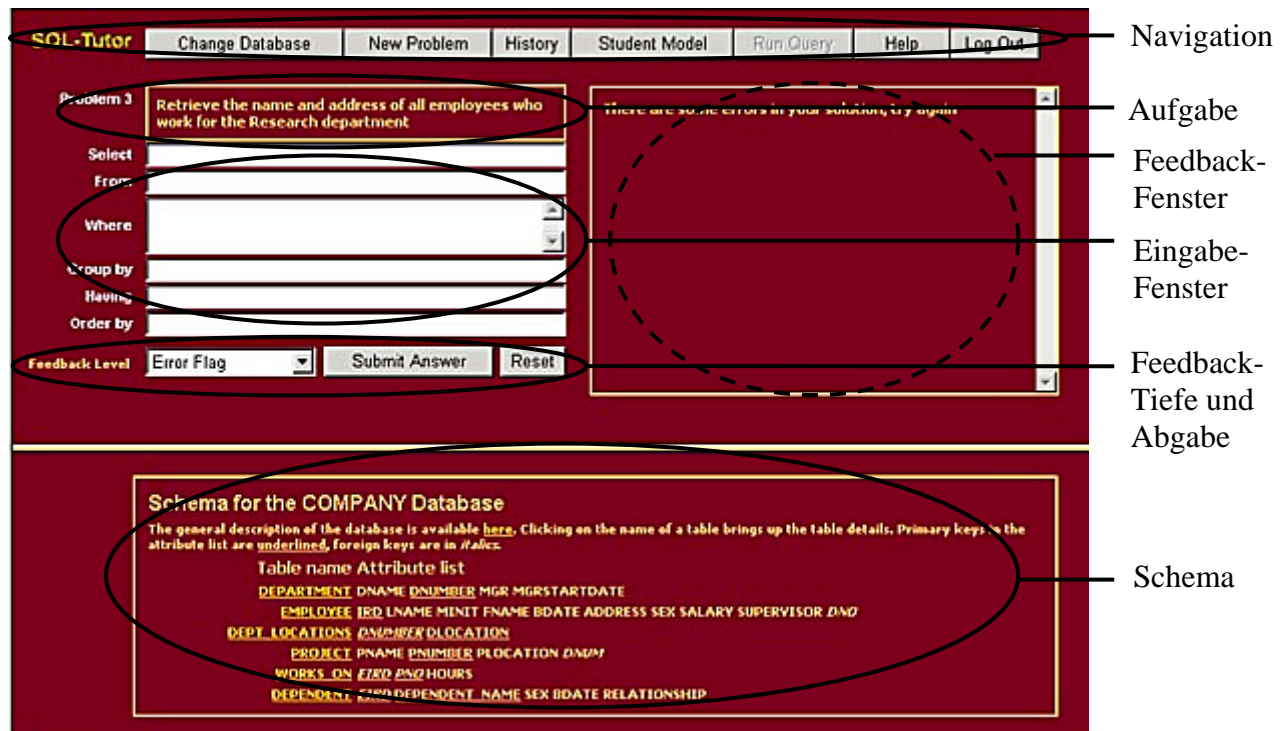 SQL-Tutor Change Database New Problem History Student Model Run Query Help Log Out
Navigation
Problem 3
Retrieve the name and address of all employees who
work for the Research department
Aufgabe
There are some errors in your solution, try again
Feedback-
Fenster
Select
From
Where
Group by
Having
Order by
Eingabe-
Fenster
Feedback Level Error Flag Submit Answer Reset
Feedback-
Tiefe und
Abgabe
Schema for the COMPANY Database
The general description of the database is available here. Clicking on the name of a table brings up the table details. Primary keys in the
attribute list are underlined, foreign keys are in italics.
Table name Attribute list
DEPARTMENT DNAME DNUMBER MGR MGRSTARTDATE
EMPLOYEE IRD LNAME MINIT FNAME BDATE ADDRESS SEX SALARY SUPERVISOR DNO
DEPT_LOCATIONS DNUMBER DLOCATION
PROJECT PNAME PNUMBER PLOCATION DNUM
WORKS_ON EIRD PNO HOURS
DEPENDENT EIRD DEPENDENT_NAME SEX BDATE RELATIONSHIP
Schema